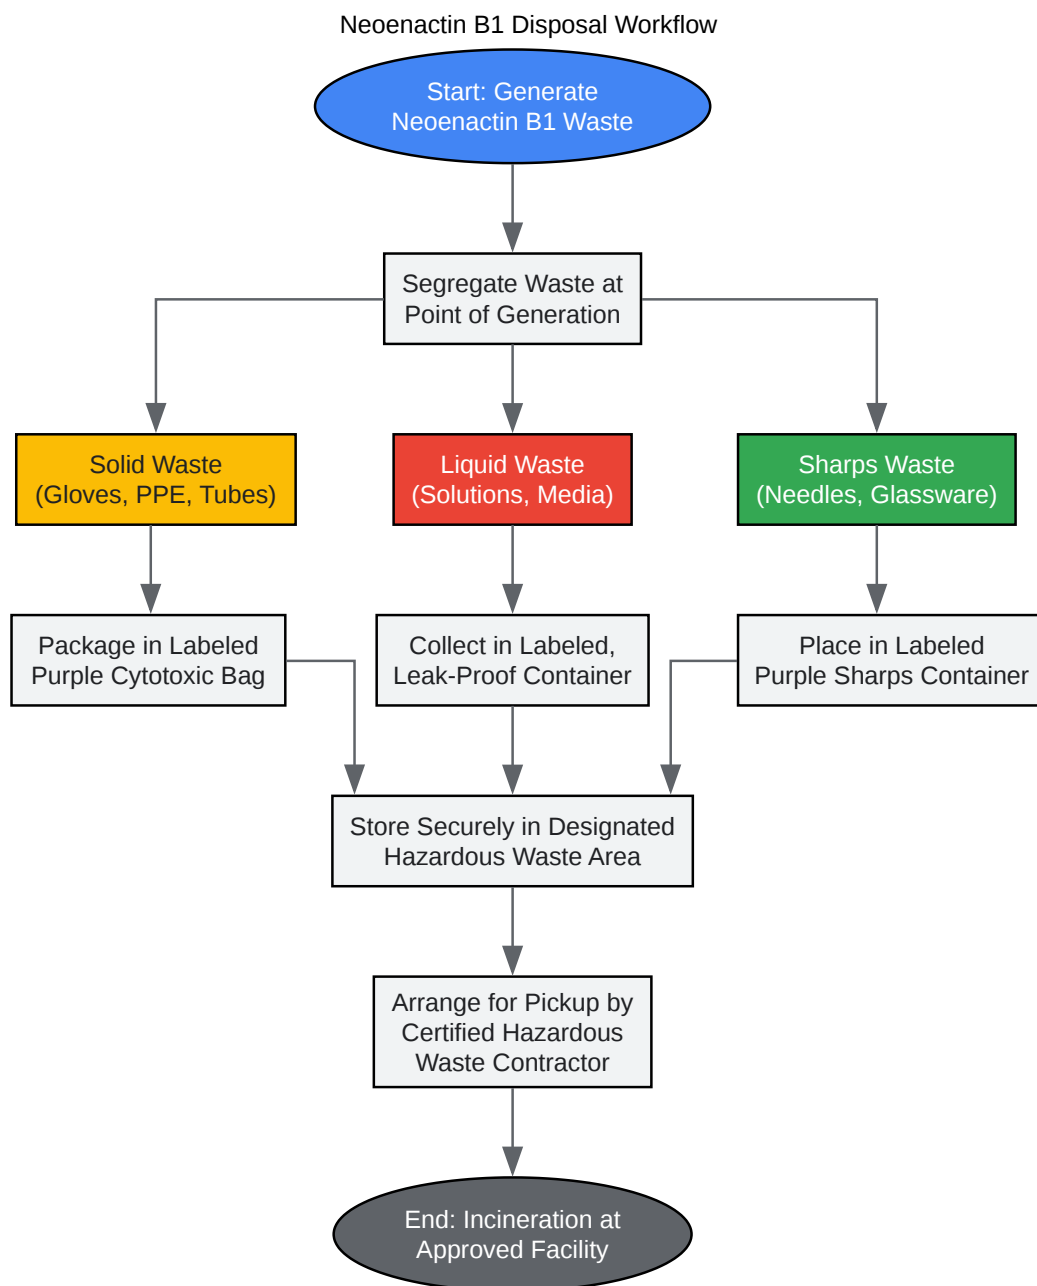 Neoenactin B1 Disposal Workflow
Start: Generate
Neoenactin B1 Waste
Segregate Waste at
Point of Generation
Solid Waste
(Gloves, PPE, Tubes)
Liquid Waste
(Solutions, Media)
Sharps Waste
(Needles, Glassware)
Package in Labeled
Purple Cytotoxic Bag
Collect in Labeled,
Leak-Proof Container
Place in Labeled
Purple Sharps Container
Store Securely in Designated
Hazardous Waste Area
Arrange for Pickup by
Certified Hazardous
Waste Contractor
End: Incineration at
Approved Facility